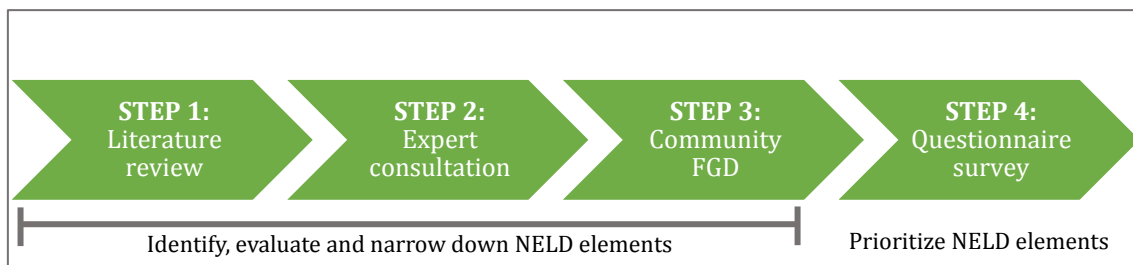 STEP 1:
Literature
review
STEP 2:
Expert
consultation
STEP 3:
Community
FGD
STEP 4:
Questionnaire
survey
Identify, evaluate and narrow down NELD elements
Prioritize NELD elements